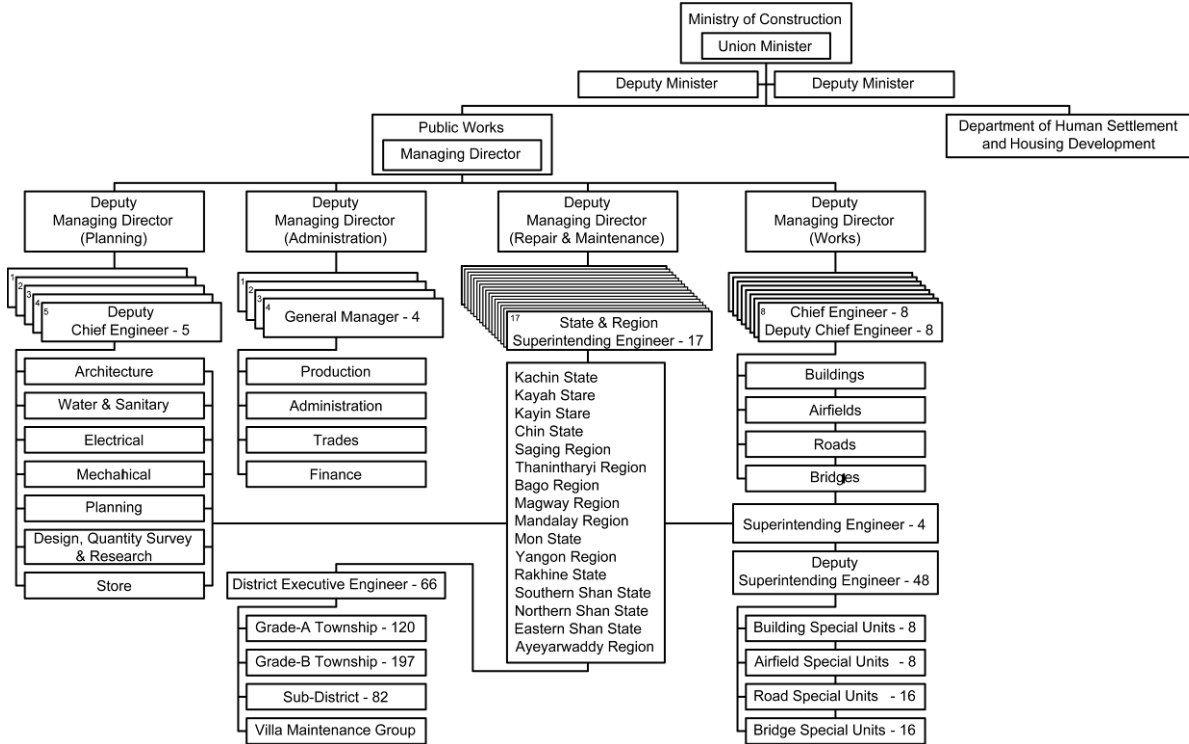 Ministry of Construction
Union Minister
Deputy Minister
Deputy Minister
Public Works
Managing Director
Department of Human Settlement
and Housing Development
Deputy
Managing Director
(Planning)
Deputy
Managing Director
(Administration)
Deputy
Managing Director
(Repair & Maintenance)
Deputy
Managing Director
(Works)
1
2
3
4
5
Deputy
Chief Engineer - 5
1
2
3
4
General Manager - 4
17
State & Region
Superintending Engineer - 17
8
Chief Engineer - 8
Deputy Chief Engineer - 8
Architecture
Water & Sanitary
Electrical
Mechanical
Planning
Design, Quantity Survey
& Research
Store
Production
Administration
Trades
Finance
Kachin State
Kayah Stare
Kayin Stare
Chin State
Saging Region
Thanintharyi Region
Bago Region
Magway Region
Mandalay Region
Mon State
Yangon Region
Rakhine State
Southern Shan State
Northern Shan State
Eastern Shan State
Ayeyarwaddy Region
Buildings
Airfields
Roads
Bridges
Superintending Engineer - 4
Deputy
Superintending Engineer - 48
District Executive Engineer - 66
Grade-A Township - 120
Grade-B Township - 197
Sub-District - 82
Villa Maintenance Group
Building Special Units - 8
Airfield Special Units - 8
Road Special Units - 16
Bridge Special Units - 16